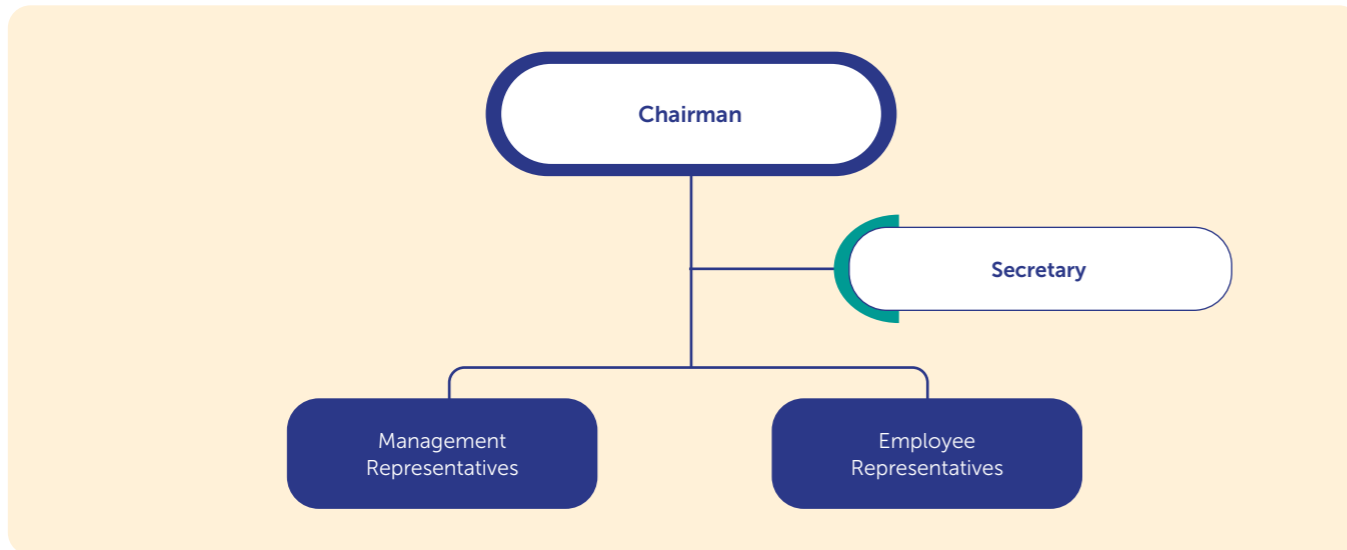 Chairman
Secretary
Management
Representatives
Employee
Representatives